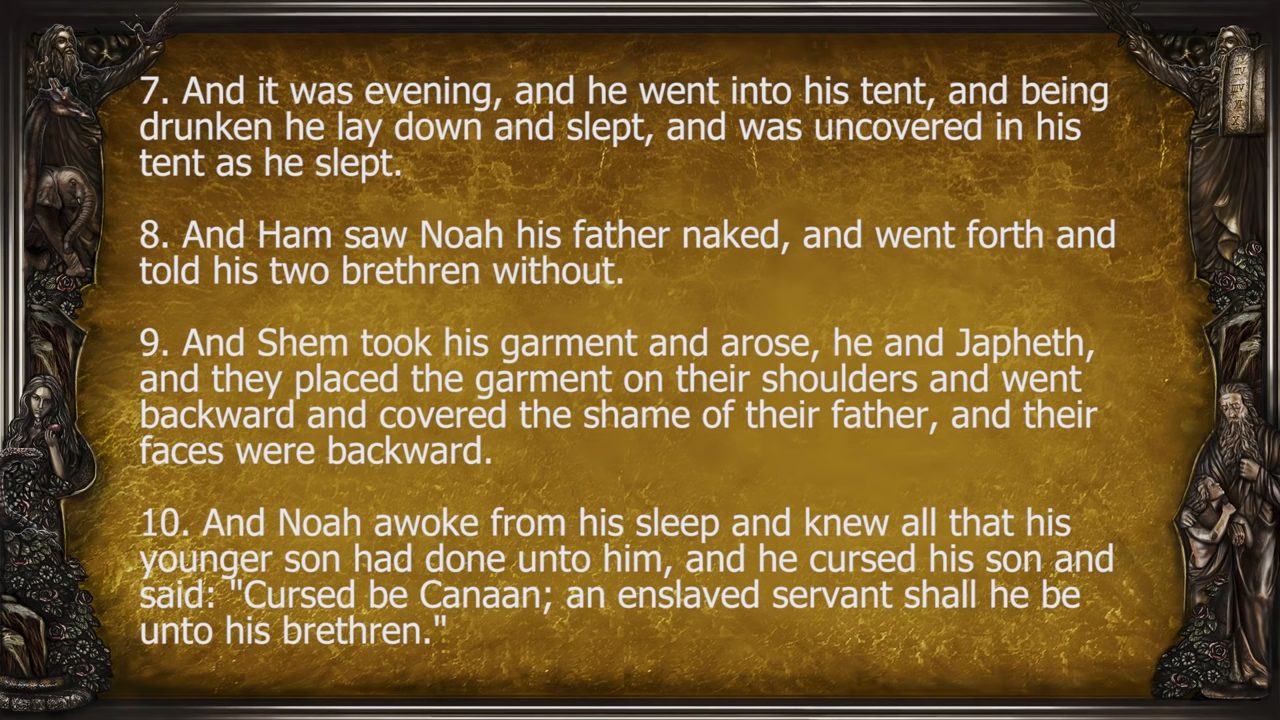 7. And it was evening, and he went into his tent, and being
drunken he lay down and slept, and was uncovered in his
tent as he slept.
8. And Ham saw Noah his father naked, and went forth and
told his two brethren without.
9. And Shem took his garment and arose, he and Japheth,
and they placed the garment on their shoulders and went
backward and covered the shame of their father, and their
faces were backward.
10. And Noah awoke from his sleep and knew all that his
younger son had done unto him, and he cursed his son and
said: "Cursed be Canaan; an enslaved servant shall he be
unto his brethren."